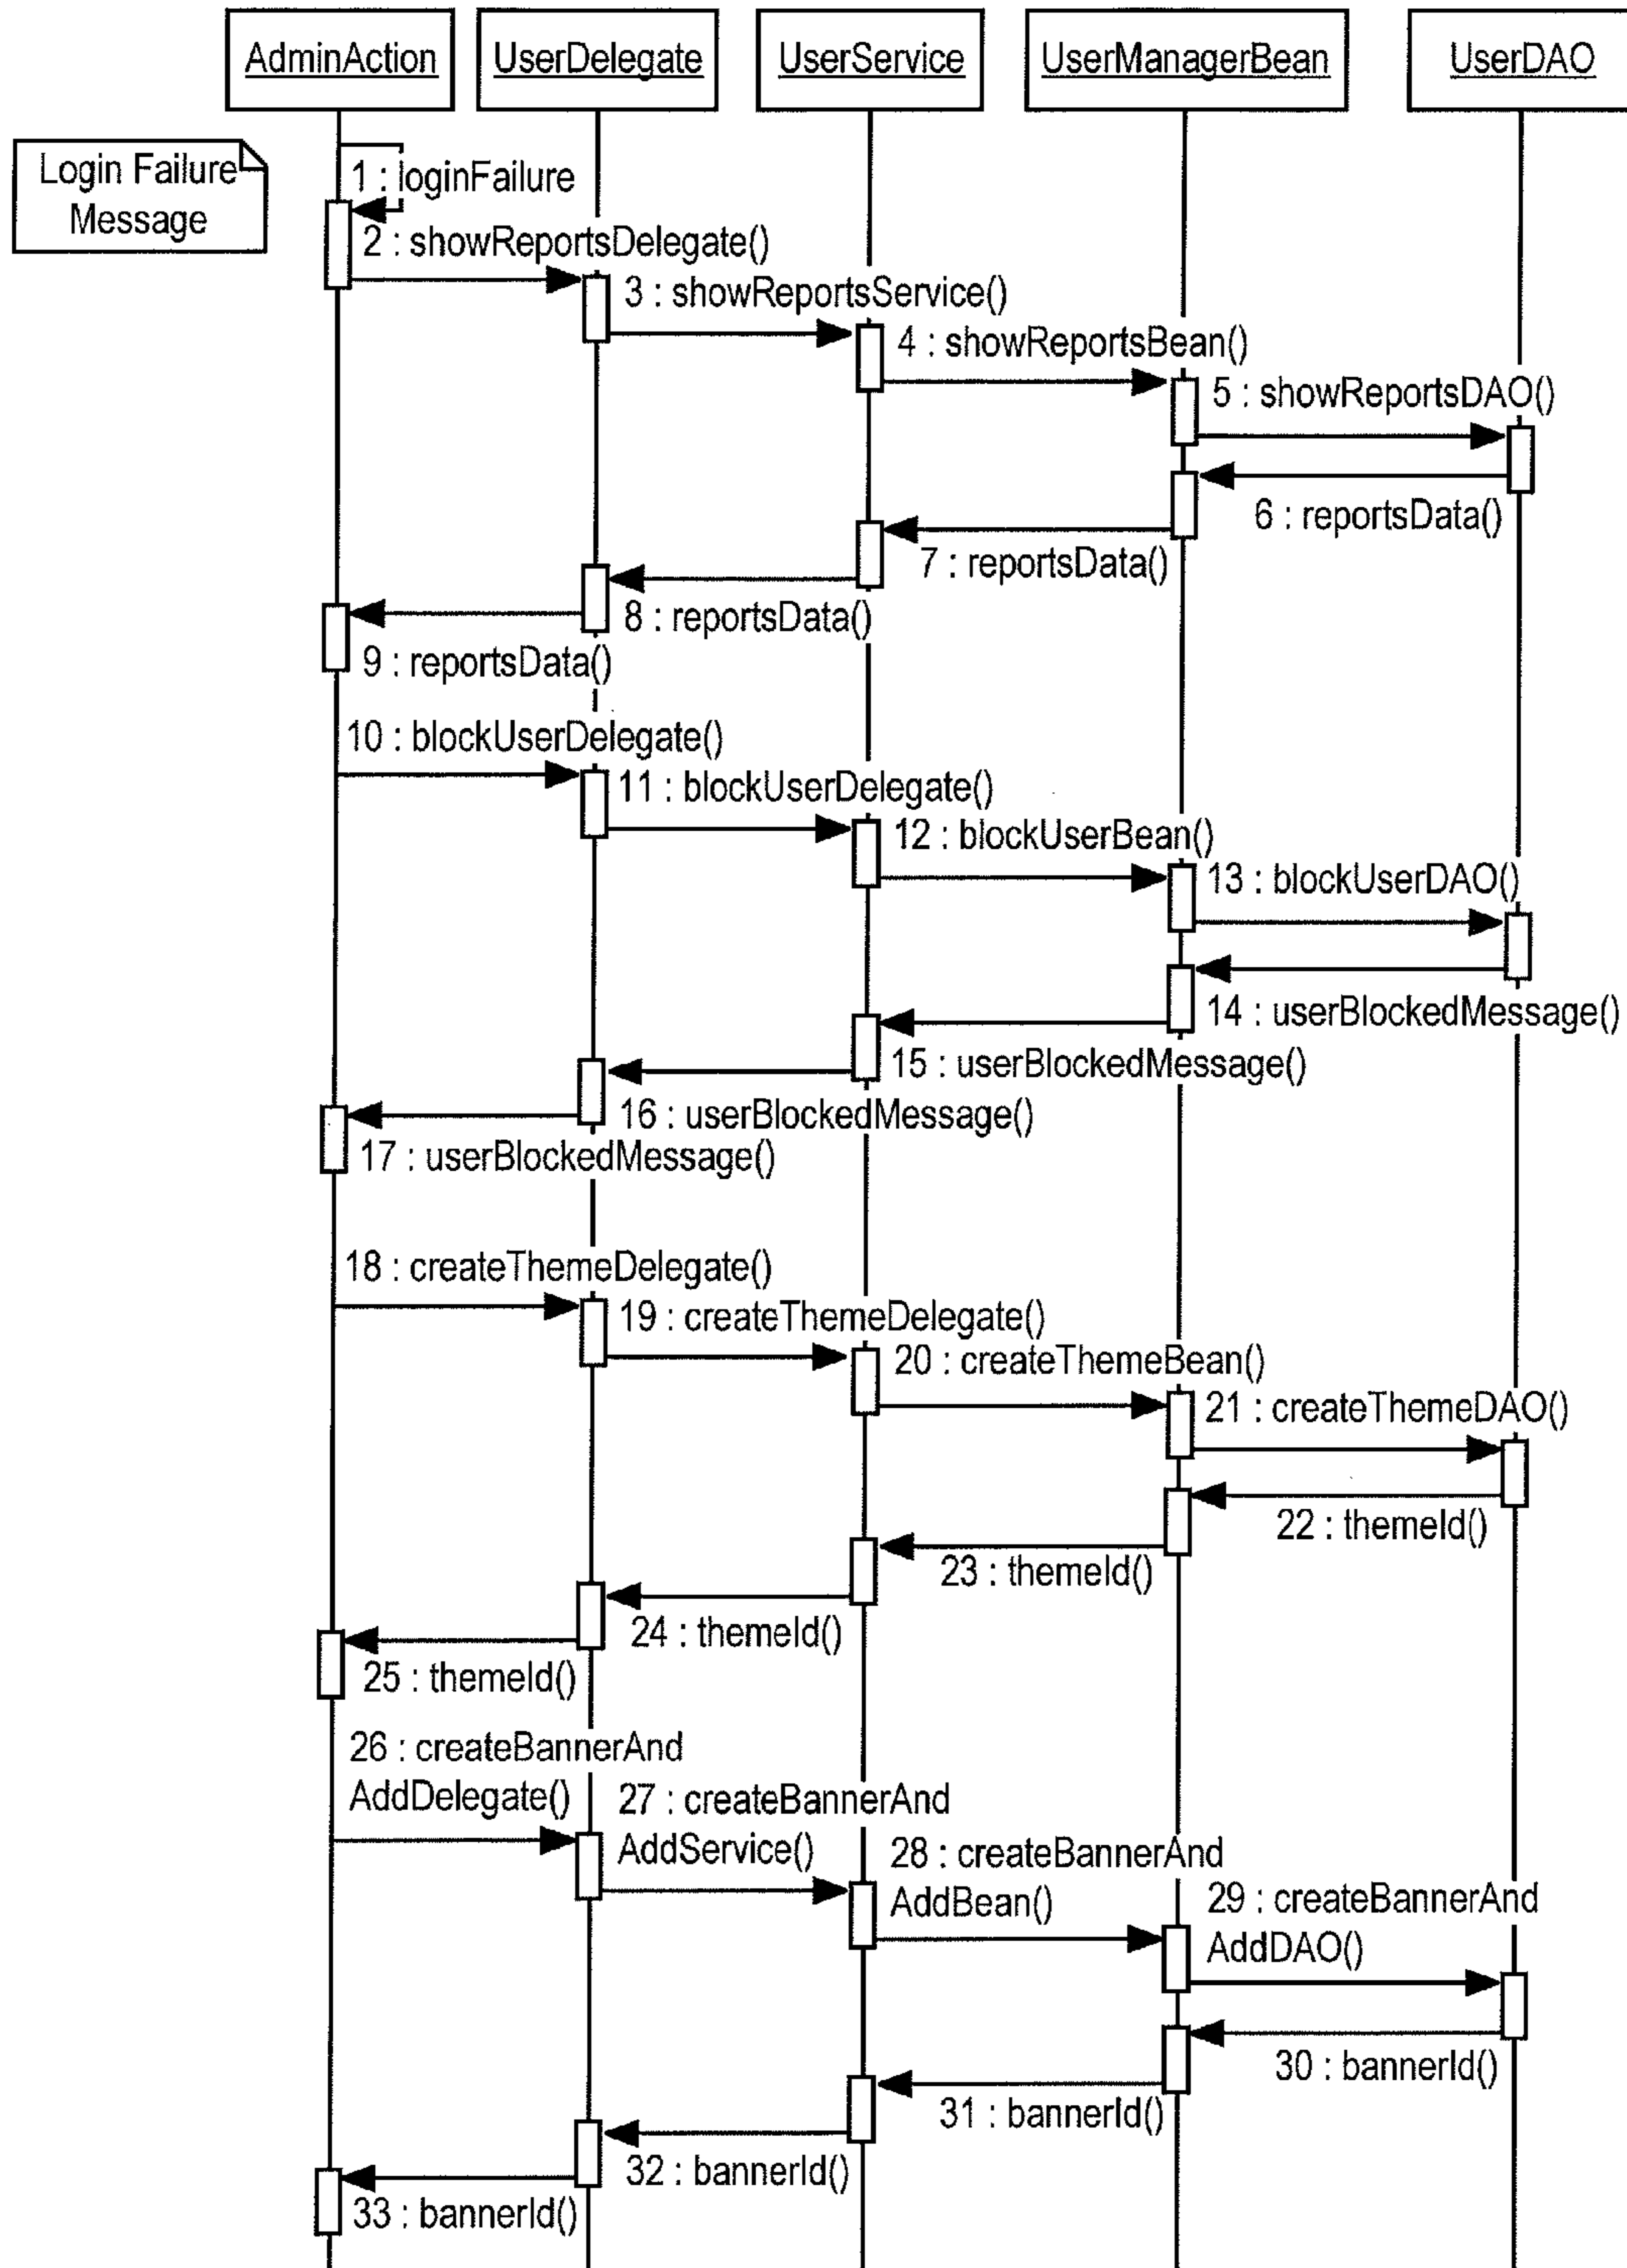 AdminAction
UserDelegate
UserService
UserManagerBean
UserDAO
Login Failure
Message
1 : loginFailure
2 : showReportsDelegate()
3 : showReportsService()
4 : showReportsBean()
5 : showReportsDAO()
6 : reportsData()
7 : reportsData()
8 : reportsData()
9 : reportsData()
10 : blockUserDelegate()
11 : blockUserDelegate()
12 : blockUserBean()
13 : blockUserDAO()
14 : userBlockedMessage()
15 : userBlockedMessage()
16 : userBlockedMessage()
17 : userBlockedMessage()
18 : createThemeDelegate()
19 : createThemeDelegate()
20 : createThemeBean()
21 : createThemeDAO()
22 : themeId()
23 : themeId()
24 : themeId()
25 : themeId()
26 : createBannerAnd
AddDelegate()
27 : createBannerAnd
AddService()
28 : createBannerAnd
AddBean()
29 : createBannerAnd
AddDAO()
30 : bannerId()
31 : bannerId()
32 : bannerId()
33 : bannerId()